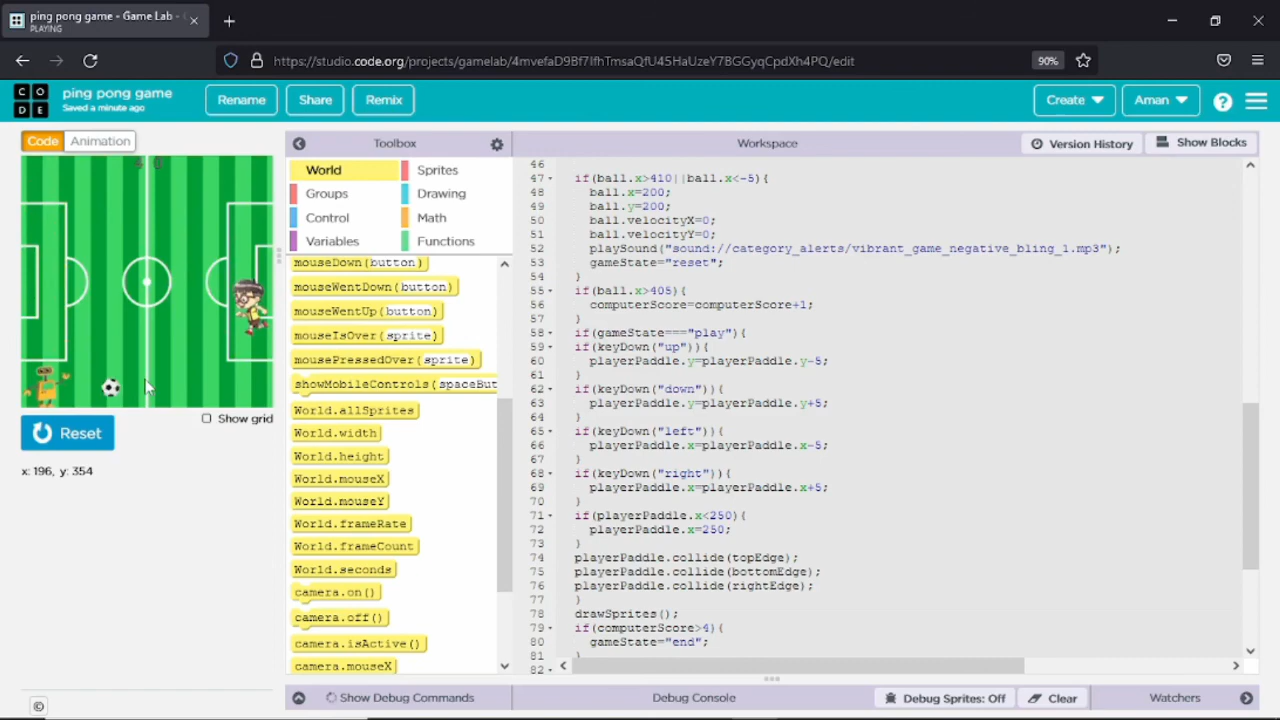 ping pong game - Game Lab -
PLAYING
https://studio.code.org/projects/gamelab/4mvefaD9Bf7IfhTmsaQfU45HaUzeY7BGGyqCpdXh4PQ/edit
90%
CODE
ping pong game
Saved a minute ago
Rename
Share
Remix
Create
Aman
?
Code
Animation
Toolbox
Workspace
Version History
Show Blocks
World
Sprites
Groups
Drawing
Control
Math
Variables
Functions
mouseDown(button)
mouseWentDown(button)
mouseWentUp(button)
mouseIsOver(sprite)
mousePressedOver(sprite)
showMobileControls(spaceBut
World.allSprites
World.width
World.height
World.mouseX
World.mouseY
World.frameRate
World.frameCount
World.seconds
camera.on()
camera.off()
camera.isActive()
camera.mouseX
Reset
Show grid
x: 196, y: 354
46
47 if(ball.x>410||ball.x<-5){
48 ball.x=200;
49 ball.y=200;
50 ball.velocityX=0;
51 ball.velocityY=0;
52 playSound("sound://category_alerts/vibrant_game_negative_bling_1.mp3");
53 gameState="reset";
54 }
55 if(ball.x>405){
56 computerScore=computerScore+1;
57 }
58 if(gameState==="play"){
59 if(keyDown("up")){
60 playerPaddle.y=playerPaddle.y-5;
61 }
62 if(keyDown("down")){
63 playerPaddle.y=playerPaddle.y+5;
64 }
65 if(keyDown("left")){
66 playerPaddle.x=playerPaddle.x-5;
67 }
68 if(keyDown("right")){
69 playerPaddle.x=playerPaddle.x+5;
70 }
71 if(playerPaddle.x<250){
72 playerPaddle.x=250;
73 }
74 playerPaddle.collide(topEdge);
75 playerPaddle.collide(bottomEdge);
76 playerPaddle.collide(rightEdge);
77 }
78 drawSprites();
79 if(computerScore>4){
80 gameState="end";
81 }
82
©
Show Debug Commands
Debug Console
Debug Sprites: Off
Clear
Watchers